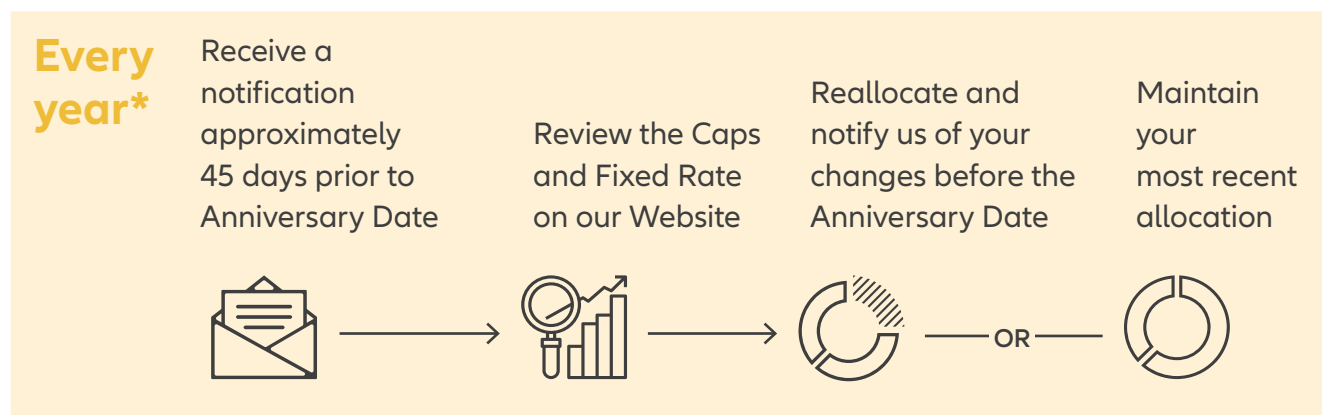 Every
year*
Receive a
notification
approximately
45 days prior to
Anniversary Date
Review the Caps
and Fixed Rate
on our Website
Reallocate and
notify us of your
changes before the
Anniversary Date
OR
Maintain
your
most recent
allocation